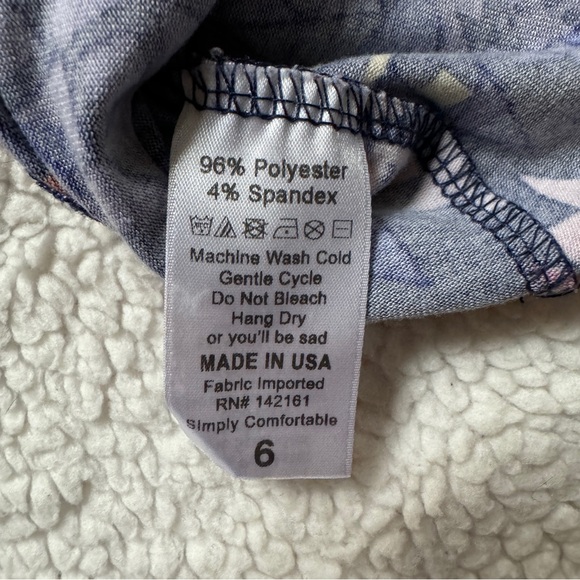 96% Polyester
4% Spandex
Machine Wash Cold
Gentle Cycle
Do Not Bleach
Hang Dry
or you'll be sad
MADE IN USA
Fabric Imported
RN# 142161
Simply Comfortable
6